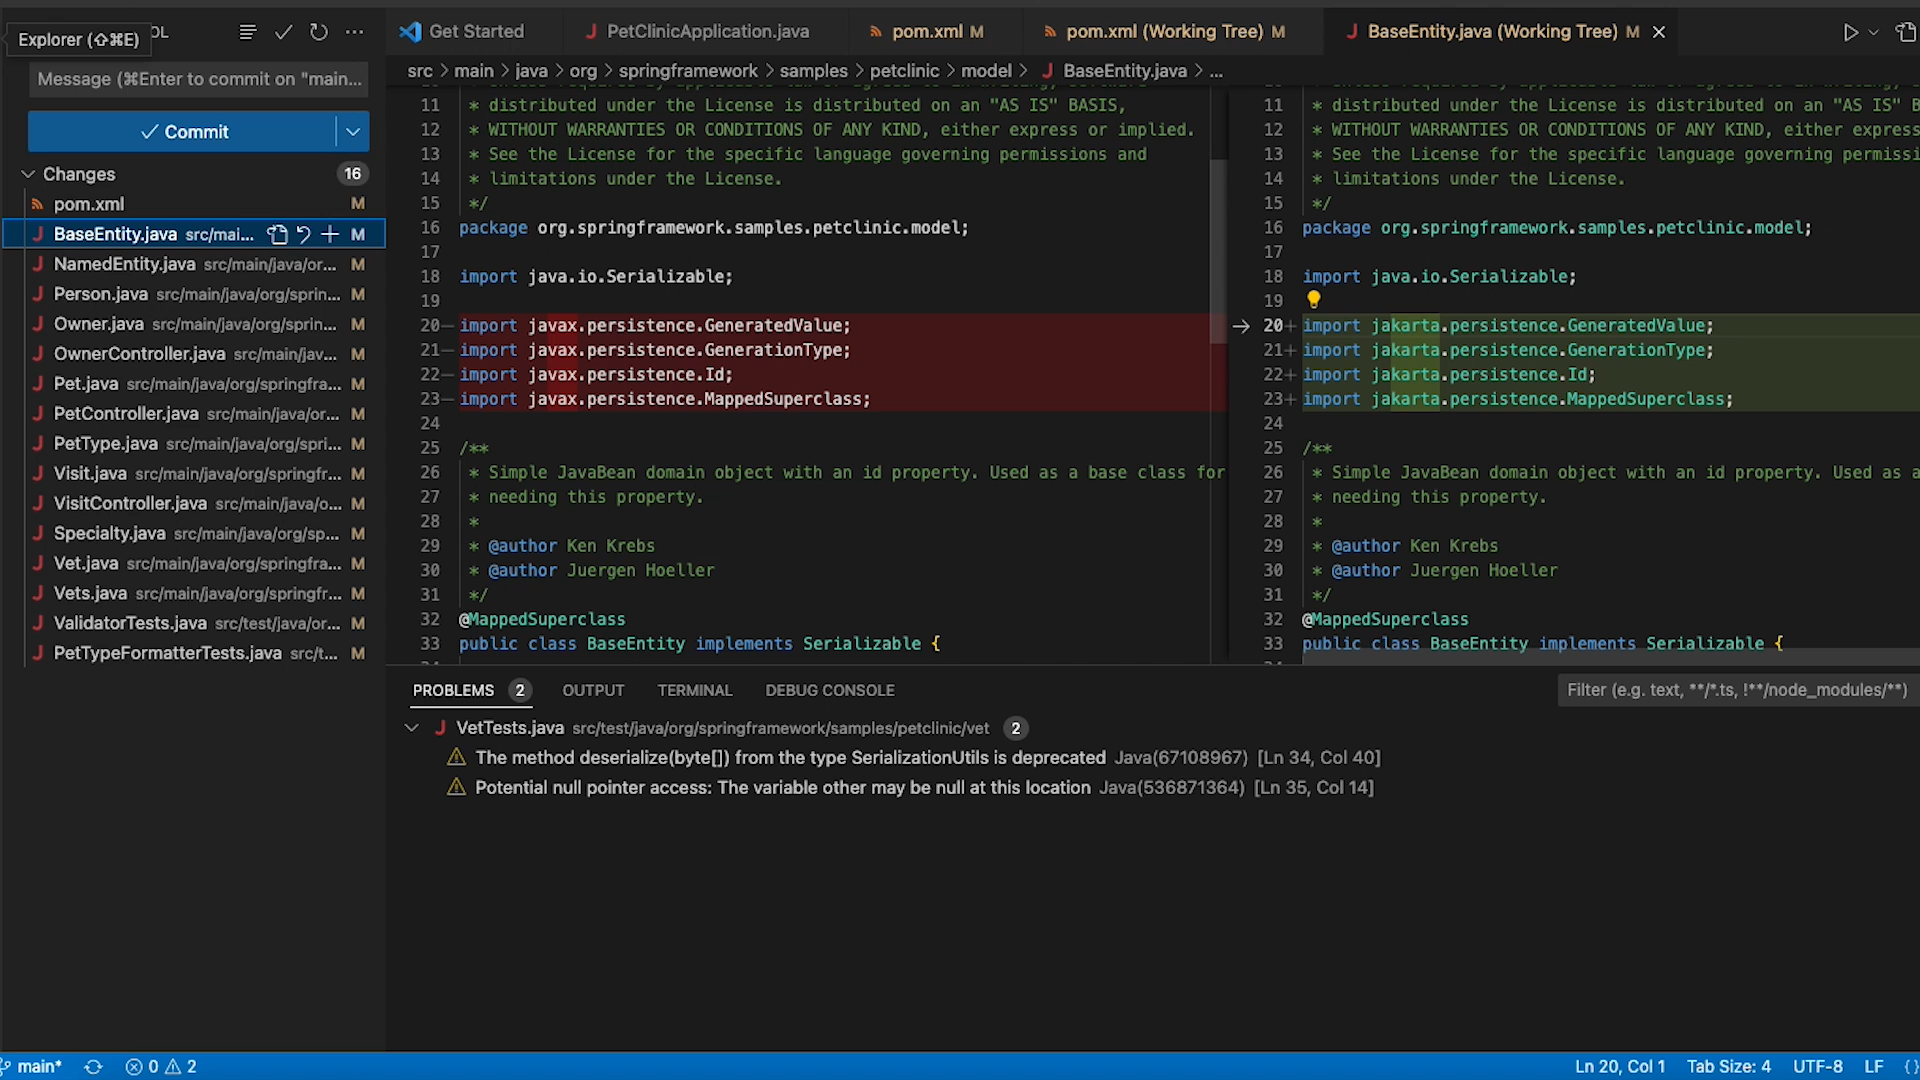 Explorer (⇧⌘E)
OL
Message (⌘Enter to commit on "main...
Commit
Changes 16
pom.xml M
BaseEntity.java src/mai... M
NamedEntity.java src/main/java/or... M
Person.java src/main/java/org/sprin... M
Owner.java src/main/java/org/sprin... M
OwnerController.java src/main/jav... M
Pet.java src/main/java/org/springfra... M
PetController.java src/main/java/or... M
PetType.java src/main/java/org/spri... M
Visit.java src/main/java/org/springfr... M
VisitController.java src/main/java/o... M
Specialty.java src/main/java/org/sp... M
Vet.java src/main/java/org/springfra... M
Vets.java src/main/java/org/springfr... M
ValidatorTests.java src/test/java/or... M
PetTypeFormatterTests.java src/t... M
Get Started PetClinicApplication.java pom.xml M pom.xml (Working Tree) M BaseEntity.java (Working Tree) M
src > main > java > org > springframework > samples > petclinic > model > BaseEntity.java > ...
11 * distributed under the License is distributed on an "AS IS" BASIS,
12 * WITHOUT WARRANTIES OR CONDITIONS OF ANY KIND, either express or implied.
13 * See the License for the specific language governing permissions and
14 * limitations under the License.
15 */
16 package org.springframework.samples.petclinic.model;
17
18 import java.io.Serializable;
19
20— import javax.persistence.GeneratedValue;
21— import javax.persistence.GenerationType;
22— import javax.persistence.Id;
23— import javax.persistence.MappedSuperclass;
24
25 /**
26 * Simple JavaBean domain object with an id property. Used as a base class for
27 * needing this property.
28 *
29 * @author Ken Krebs
30 * @author Juergen Hoeller
31 */
32 @MappedSuperclass
33 public class BaseEntity implements Serializable {
11 * distributed under the License is distributed on an "AS IS" B
12 * WITHOUT WARRANTIES OR CONDITIONS OF ANY KIND, either express
13 * See the License for the specific language governing permissi
14 * limitations under the License.
15 */
16 package org.springframework.samples.petclinic.model;
17
18 import java.io.Serializable;
19
20+ import jakarta.persistence.GeneratedValue;
21+ import jakarta.persistence.GenerationType;
22+ import jakarta.persistence.Id;
23+ import jakarta.persistence.MappedSuperclass;
24
25 /**
26 * Simple JavaBean domain object with an id property. Used as a
27 * needing this property.
28 *
29 * @author Ken Krebs
30 * @author Juergen Hoeller
31 */
32 @MappedSuperclass
33 public class BaseEntity implements Serializable {
PROBLEMS 2 OUTPUT TERMINAL DEBUG CONSOLE
Filter (e.g. text, **/*.ts, !**/node_modules/**)
VetTests.java src/test/java/org/springframework/samples/petclinic/vet 2
The method deserialize(byte[]) from the type SerializationUtils is deprecated Java(67108967) [Ln 34, Col 40]
Potential null pointer access: The variable other may be null at this location Java(536871364) [Ln 35, Col 14]
main* 0 2
Ln 20, Col 1 Tab Size: 4 UTF-8 LF {}